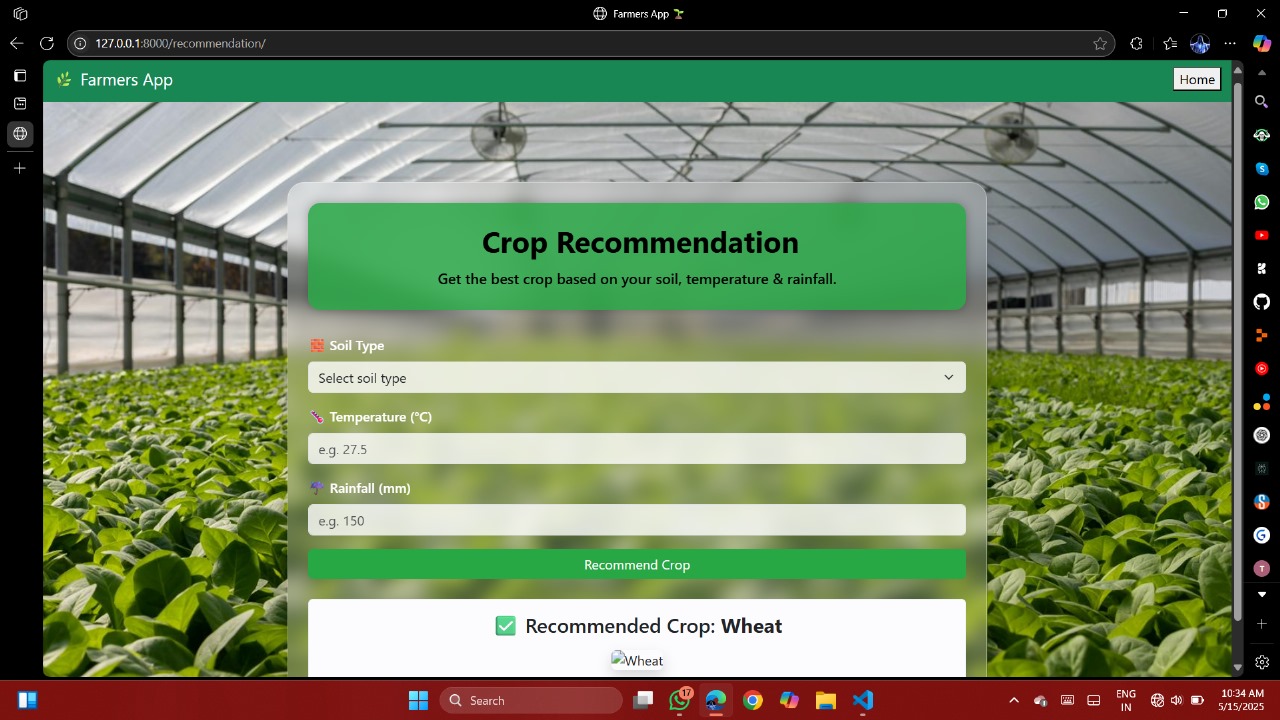 Farmers App
127.0.0.1:8000/recommendation/
Farmers App
Home
Crop Recommendation
Get the best crop based on your soil, temperature & rainfall.
Soil Type
Select soil type
Temperature (°C)
e.g. 27.5
Rainfall (mm)
e.g. 150
Recommend Crop
Recommended Crop: Wheat
Wheat
T
Search
17
ENG
IN
10:34 AM
5/15/2025